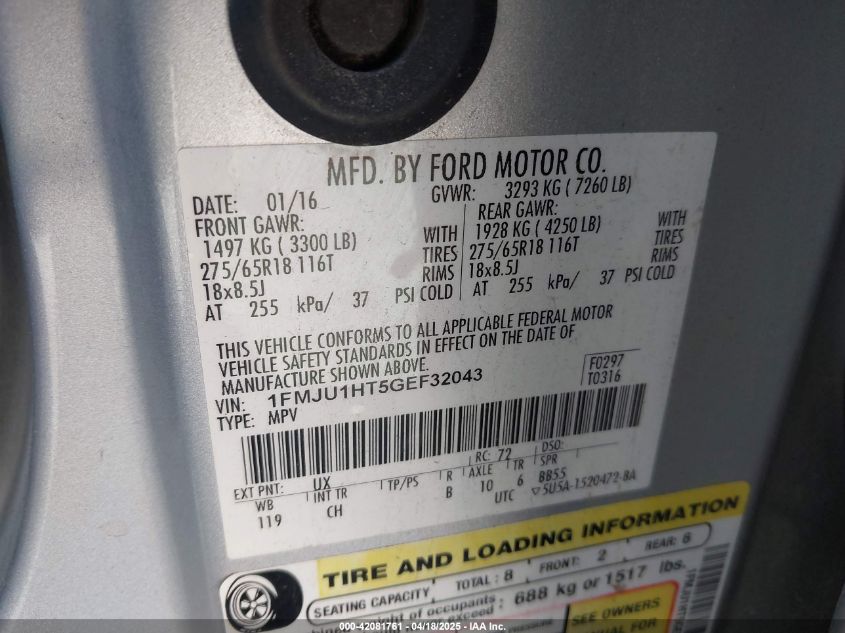 MFD. BY FORD MOTOR CO.
DATE: 01/16 GVWR: 3293 KG ( 7260 LB)
FRONT GAWR: REAR GAWR:
1497 KG ( 3300 LB) WITH 1928 KG ( 4250 LB) WITH
275/65R18 116T TIRES 275/65R18 116T TIRES
18x8.5J RIMS 18x8.5J RIMS
AT 255 kPa/ 37 PSI COLD AT 255 kPa/ 37 PSI COLD
THIS VEHICLE CONFORMS TO ALL APPLICABLE FEDERAL MOTOR
VEHICLE SAFETY STANDARDS IN EFFECT ON THE DATE OF
MANUFACTURE SHOWN ABOVE.
VIN: 1FMJU1HT5GEF32043
TYPE: MPV
F0297
T0316
EXT PNT: UX RC: 72 DSO:
WB INT TR TP/PS R AXLE TR SPR
119 CH B 10 6 BB55
UTC ▽5U5A-1520472-BA
TIRE AND LOADING INFORMATION
SEATING CAPACITY TOTAL: 8 FRONT: 2 REAR: 6
of occupants 688 kg or 1517 lbs.
SEE OWNERS
MANUAL FOR
000-42081761 - 04/18/2025 - IAA Inc.